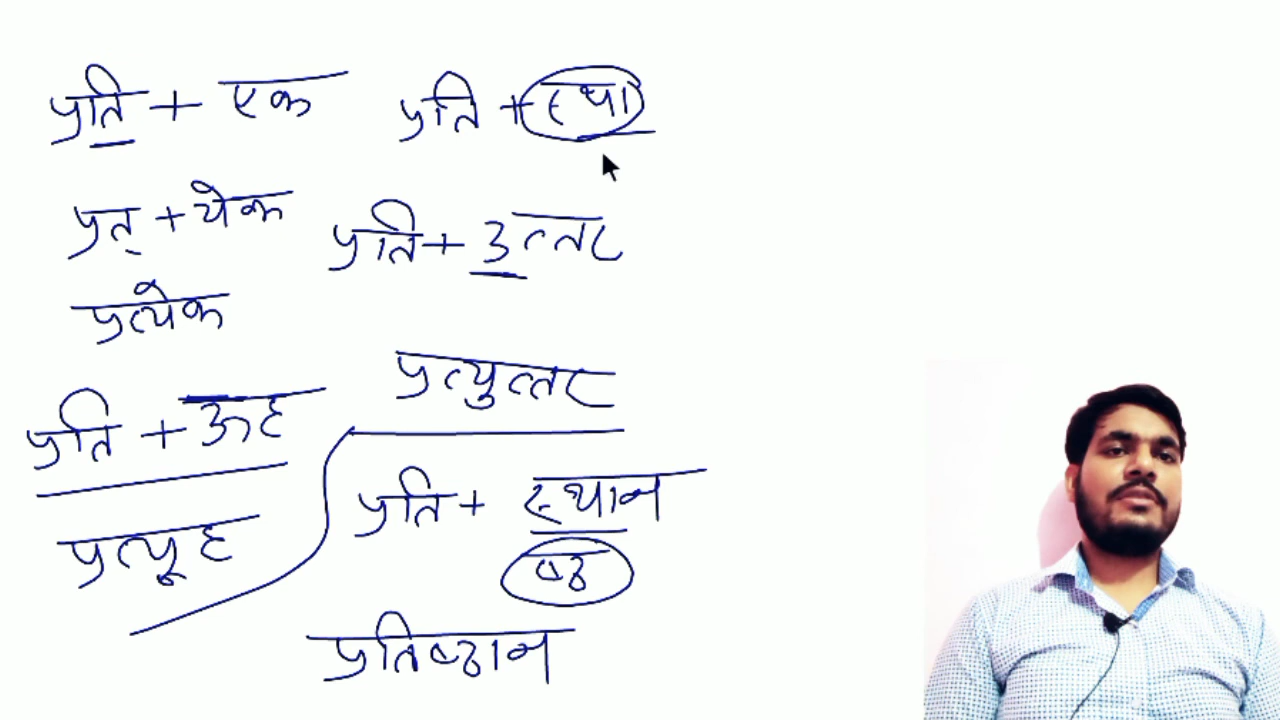 प्रति + एक
प्रत् + येक
प्रत्येक
प्रति + ऊह
प्रत्यूह
प्रति + स्था
प्रति + उत्तर
प्रत्युत्तर
प्रति + स्थान
ष्ठ
प्रतिष्ठान